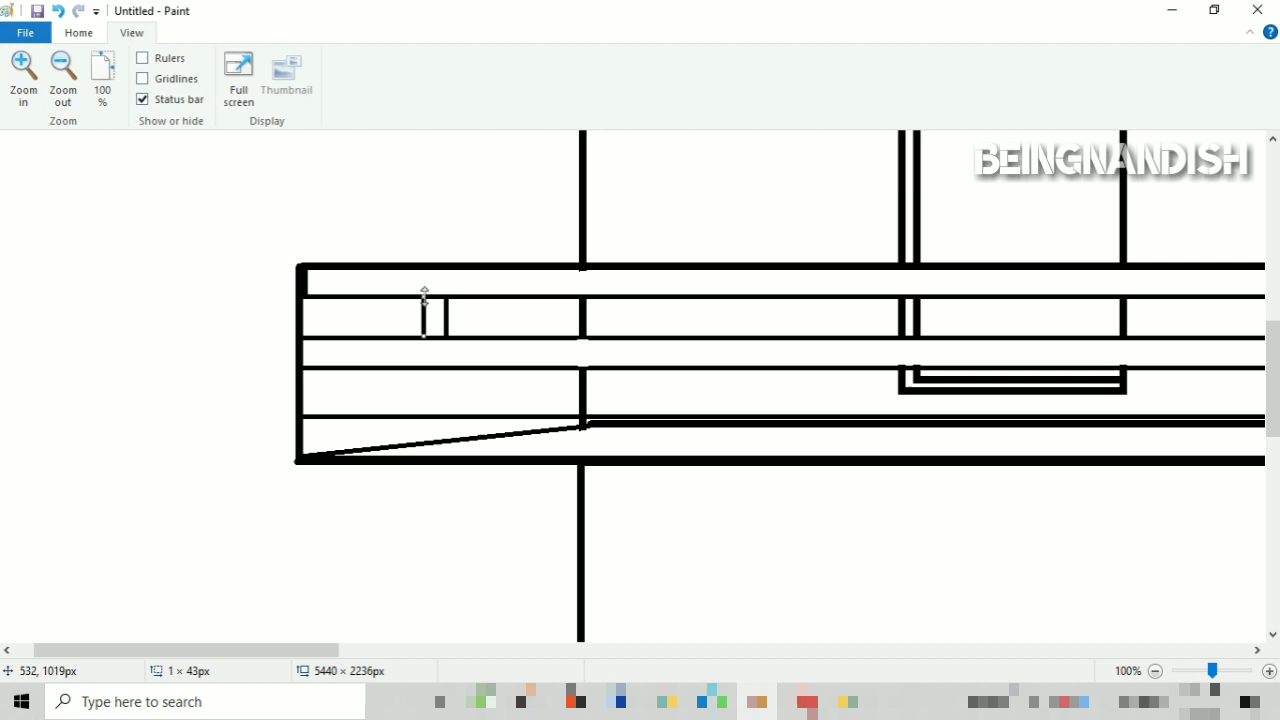 Untitled - Paint
File Home View
Zoom in
Zoom out
100 %
Rulers
Gridlines
Status bar
Full screen
Thumbnail
Zoom
Show or hide
Display
BEINGNANDISH
532, 1019px
1 × 43px
5440 × 2236px
100%
Type here to search